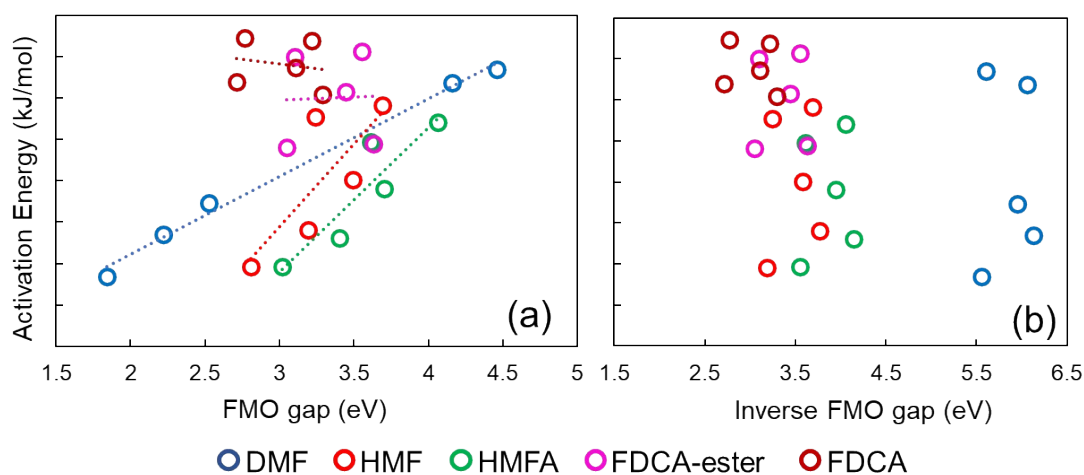 Activation Energy (kJ/mol)
(a)
1.5 2 2.5 3 3.5 4 4.5 5
FMO gap (eV)
(b)
1.5 2.5 3.5 4.5 5.5 6.5
Inverse FMO gap (eV)
DMF HMF HMFA FDCA-ester FDCA